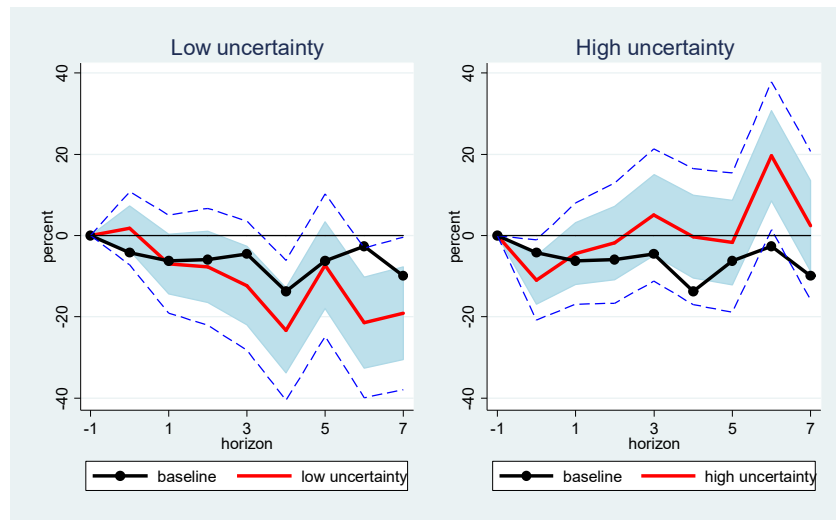 Low uncertainty
40
20
0
-20
-40
percent
-1
1
3
5
7
horizon
baseline
low uncertainty
High uncertainty
40
20
0
-20
-40
percent
-1
1
3
5
7
horizon
baseline
high uncertainty